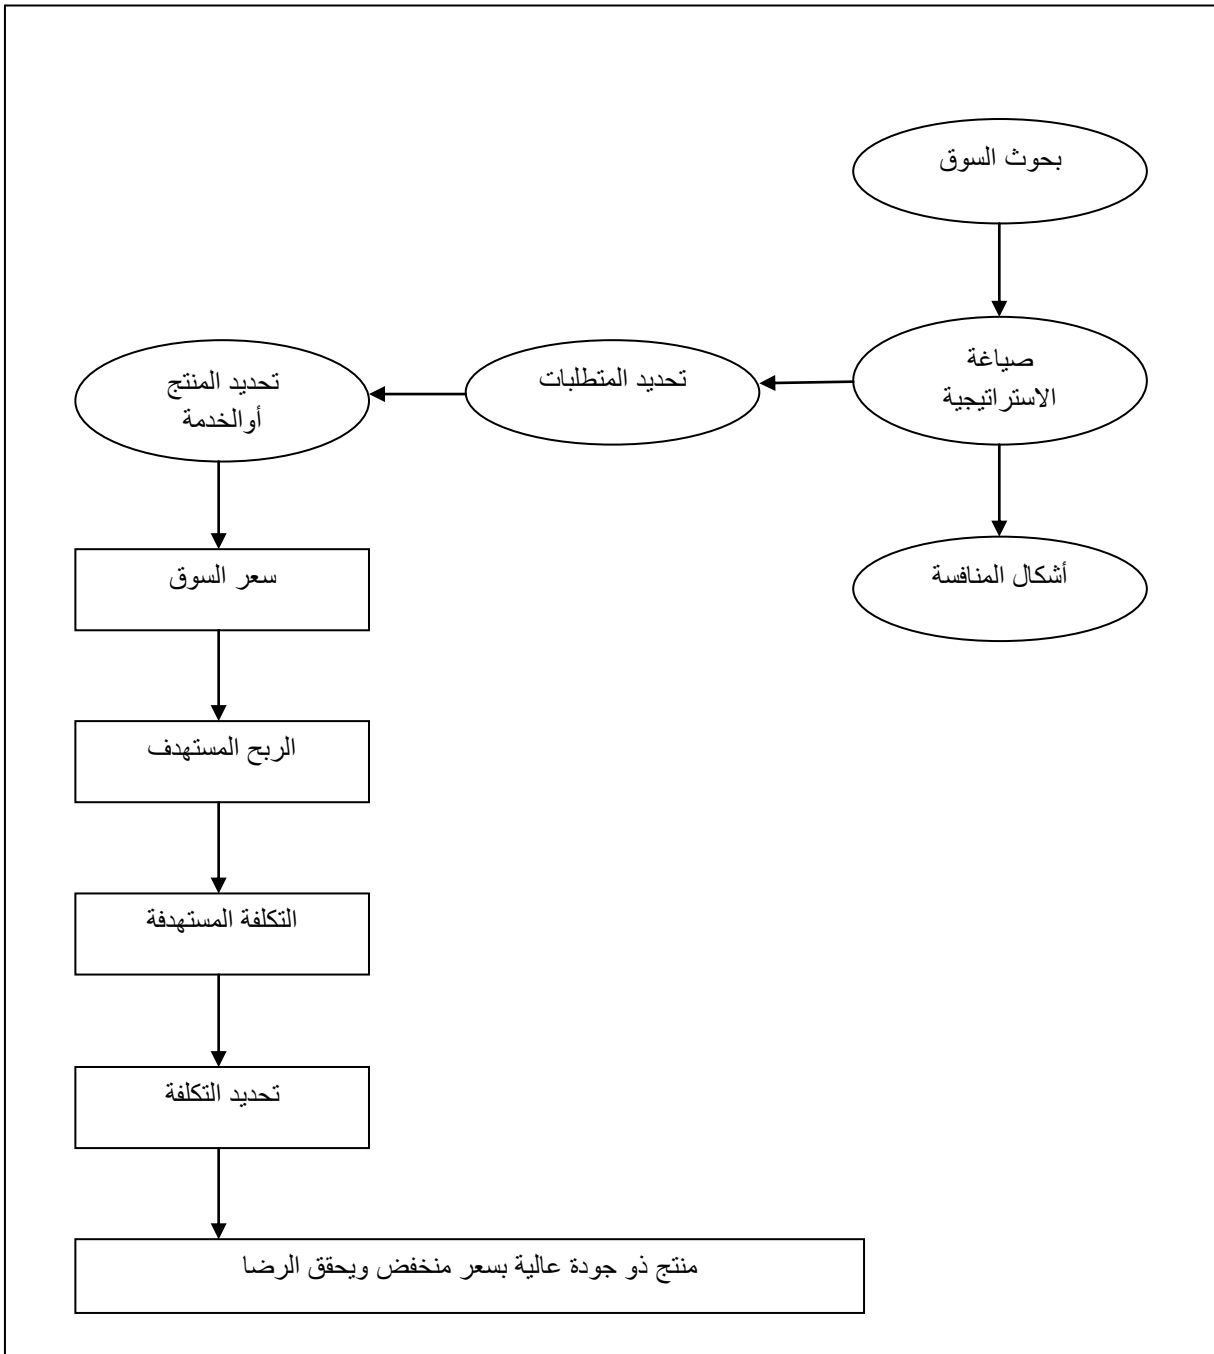 بحوث السوق
صياغة
الاستراتيجية
تحديد المتطلبات
تحديد المنتج
أوالخدمة
أشكال المنافسة
سعر السوق
الربح المستهدف
التكلفة المستهدفة
تحديد التكلفة
منتج ذو جودة عالية بسعر منخفض ويحقق الرضا